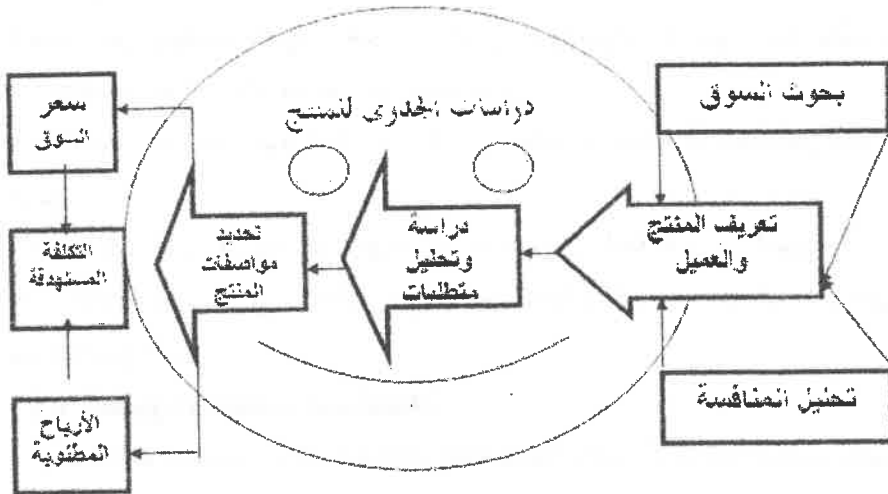 دراسات الجدوى للمنتج
بحوث السوق
تعريف المنتج
والعميل
تحليل المنافسة
دراسة
وتحليل
متطلبات
تحديد
مواصفات
المنتج
سعر
السوق
التكلفة
المستهدفة
الأرباح
المطلوبة